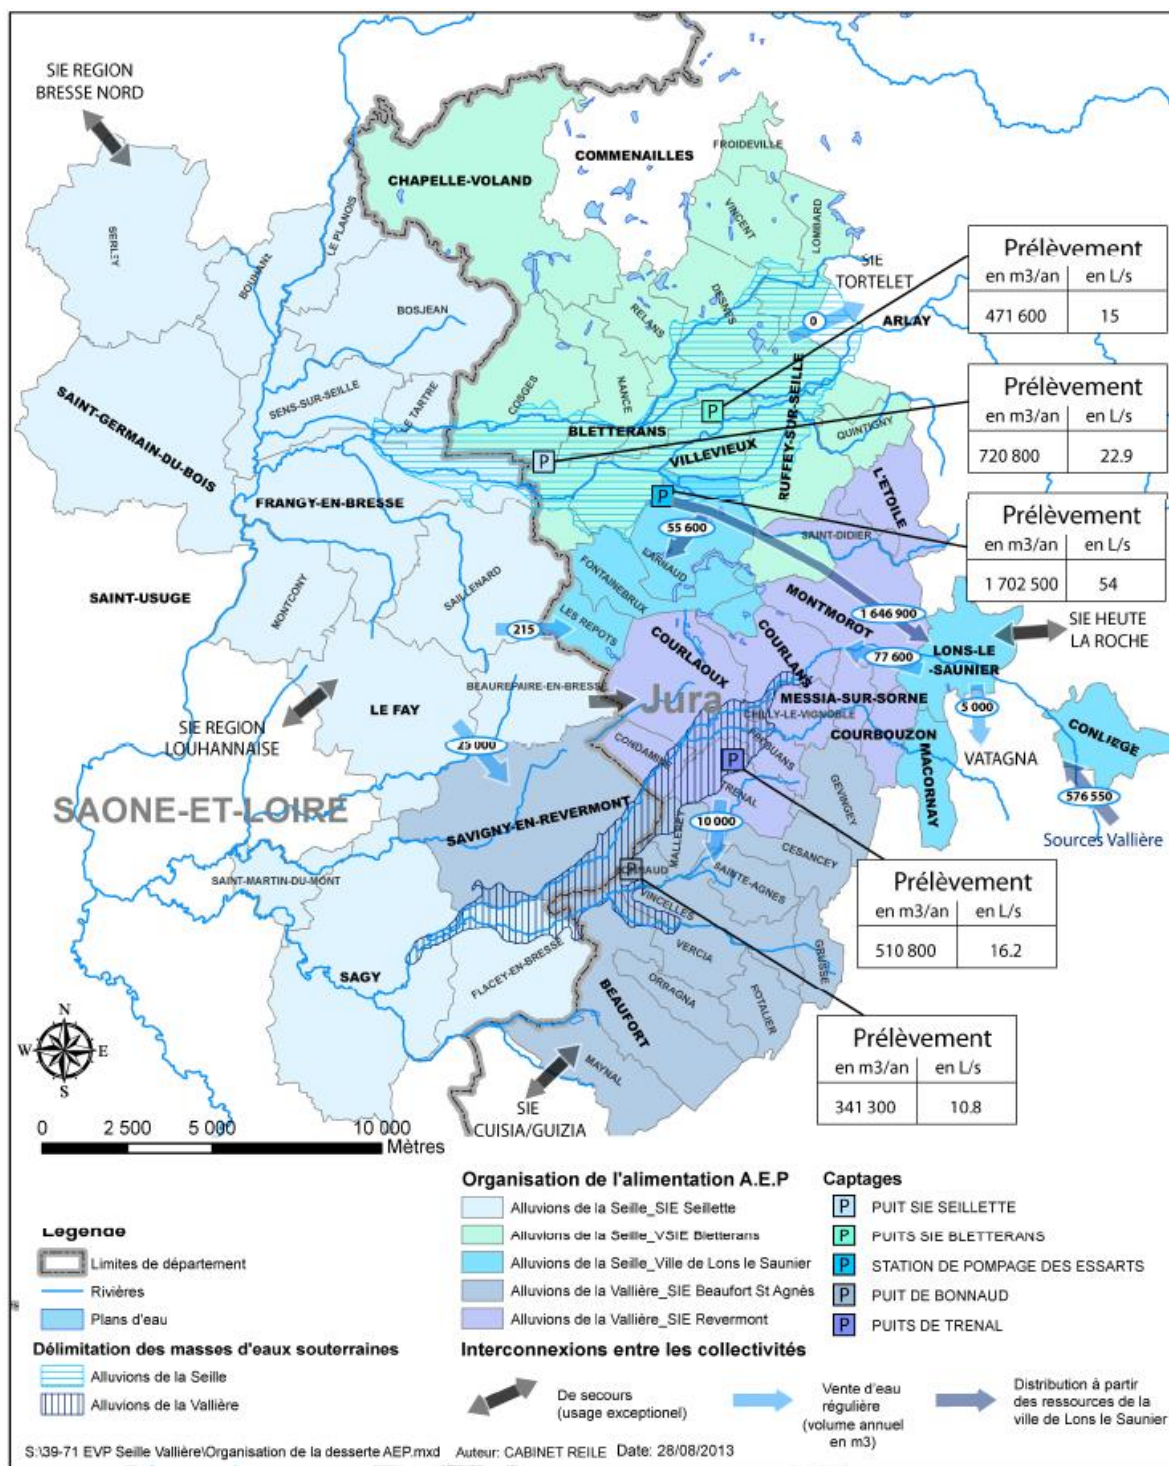 SIE REGION
BRESSE NORD
COMMENAILLES
FROIDEVILLE
CHAPELLE-VOLAND
VINCENT
LOMBARD
LE PLANOIS
SERLEY
BOUHANS
SIE
TORTELET
Prélèvement
en m3/an en L/s
471 600 15
BOSJEAN
RELANS
DESNES
0
ARLAY
SENS-SUR-SEILLE
LE TARTRE
COSGES
NANCE
SAINT-GERMAIN-DU-BOIS
P
BLETTERANS
VILLEVIEUX
RUFFEY-SUR-SEILLE
QUINTIGNY
Prélèvement
en m3/an en L/s
720 800 22.9
P
L'ETOILE
FRANGY-EN-BRESSE
P
55 600
SAINT-DIDIER
Prélèvement
en m3/an en L/s
1 702 500 54
LARNAUD
FONTAINEBRUX
SAINT-USUGE
MONTCONY
SAILLENARD
LES REPOTS
215
MONTMOROT
1 646 900
SIE HEUTE
LA ROCHE
COURLAOUX
COURLANS
77 600
LONS-LE
-SAUNIER
BEAUREPAIRE-EN-BRESSE
Jura
MESSIA-SUR-SORNE
5 000
LE FAY
SIE REGION
LOUHANNAISE
CHILLY-LE-VIGNOBLE
COURBOUZON
CONLIEGE
25 000
CONDAMINE
FREBUANS
P
MACORNAY
VATAGNA
576 550
SAONE-ET-LOIRE
SAVIGNY-EN-REVERMONT
TRENAL
GEVINGEY
10 000
MALLEREY
Sources Vallière
CESANCEY
SAINT-MARTIN-DU-MONT
P
SAINTE-AGNES
Prélèvement
en m3/an en L/s
510 800 16.2
VINCELLES
SAGY
FLACEY-EN-BRESSE
VERCIA
GRUSSE
ORBAGNA
ROTALIER
BEAUFORT
MAYNAL
Prélèvement
en m3/an en L/s
341 300 10.8
N
W E
S
SIE
CUISIA/GUIZIA
0 2 500 5 000 10 000
Mètres
Légende
Limites de département
Rivières
Plans d'eau
Délimitation des masses d'eaux souterraines
Alluvions de la Seille
Alluvions de la Vallière
Organisation de l'alimentation A.E.P
Alluvions de la Seille_SIE Seillette
Alluvions de la Seille_VSIE Bletterans
Alluvions de la Seille_Ville de Lons le Saunier
Alluvions de la Vallière_SIE Beaufort St Agnès
Alluvions de la Vallière_SIE Revermont
Captages
P PUIT SIE SEILLETTE
P PUITS SIE BLETTERANS
P STATION DE POMPAGE DES ESSARTS
P PUIT DE BONNAUD
P PUITS DE TRENAL
Interconnexions entre les collectivités
De secours
(usage exceptionel)
Vente d'eau
régulière
(volume annuel
en m3)
Distribution à partir
des ressources de la
ville de Lons le Saunier
S:\39-71 EVP Seille Vallière\Organisation de la desserte AEP.mxd Auteur: CABINET REILE Date: 28/08/2013